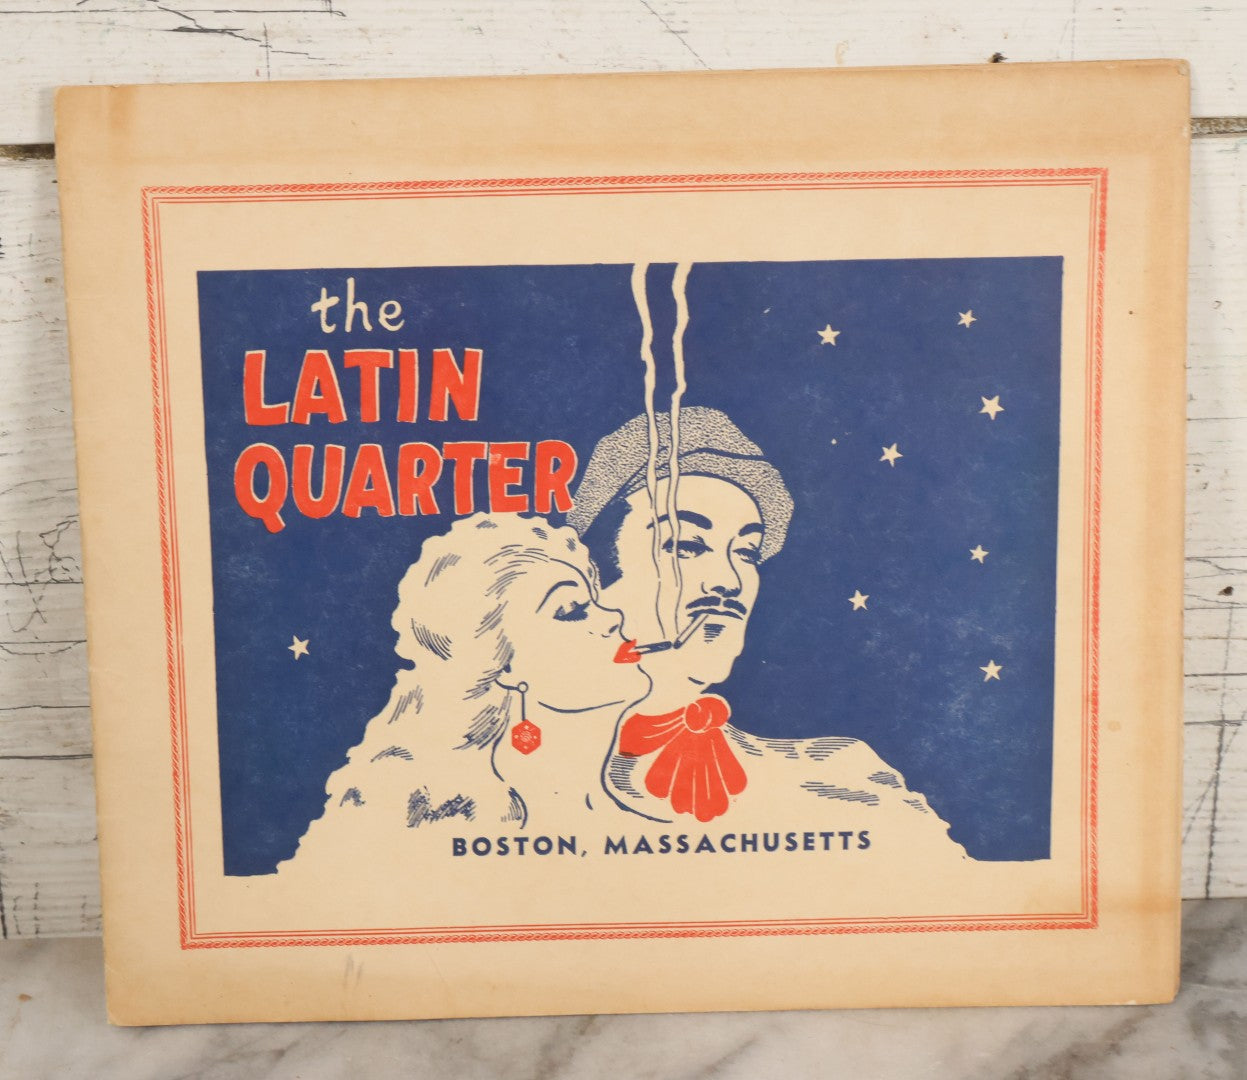 the
LATIN
QUARTER
BOSTON, MASSACHUSETTS